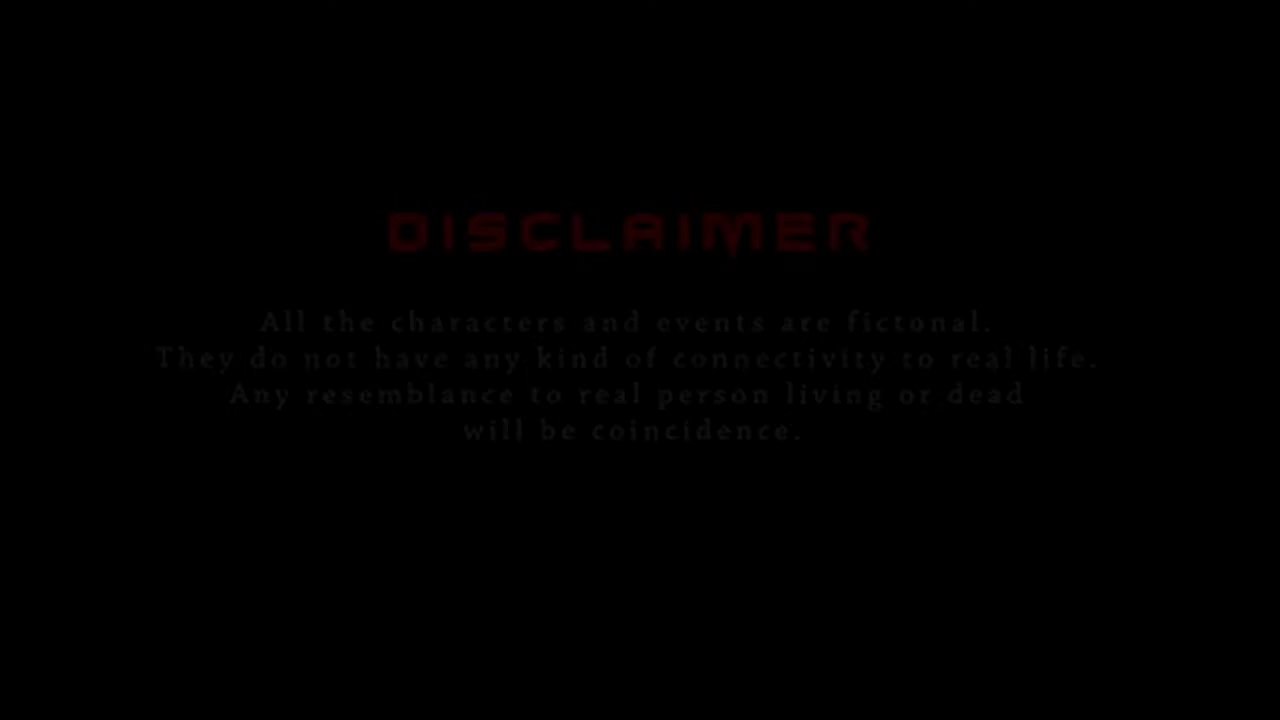 DISCLAIMER
All the characters and events are fictonal.
They do not have any kind of connectivity to real life.
Any resemblance to real person living or dead
will be coincidence.